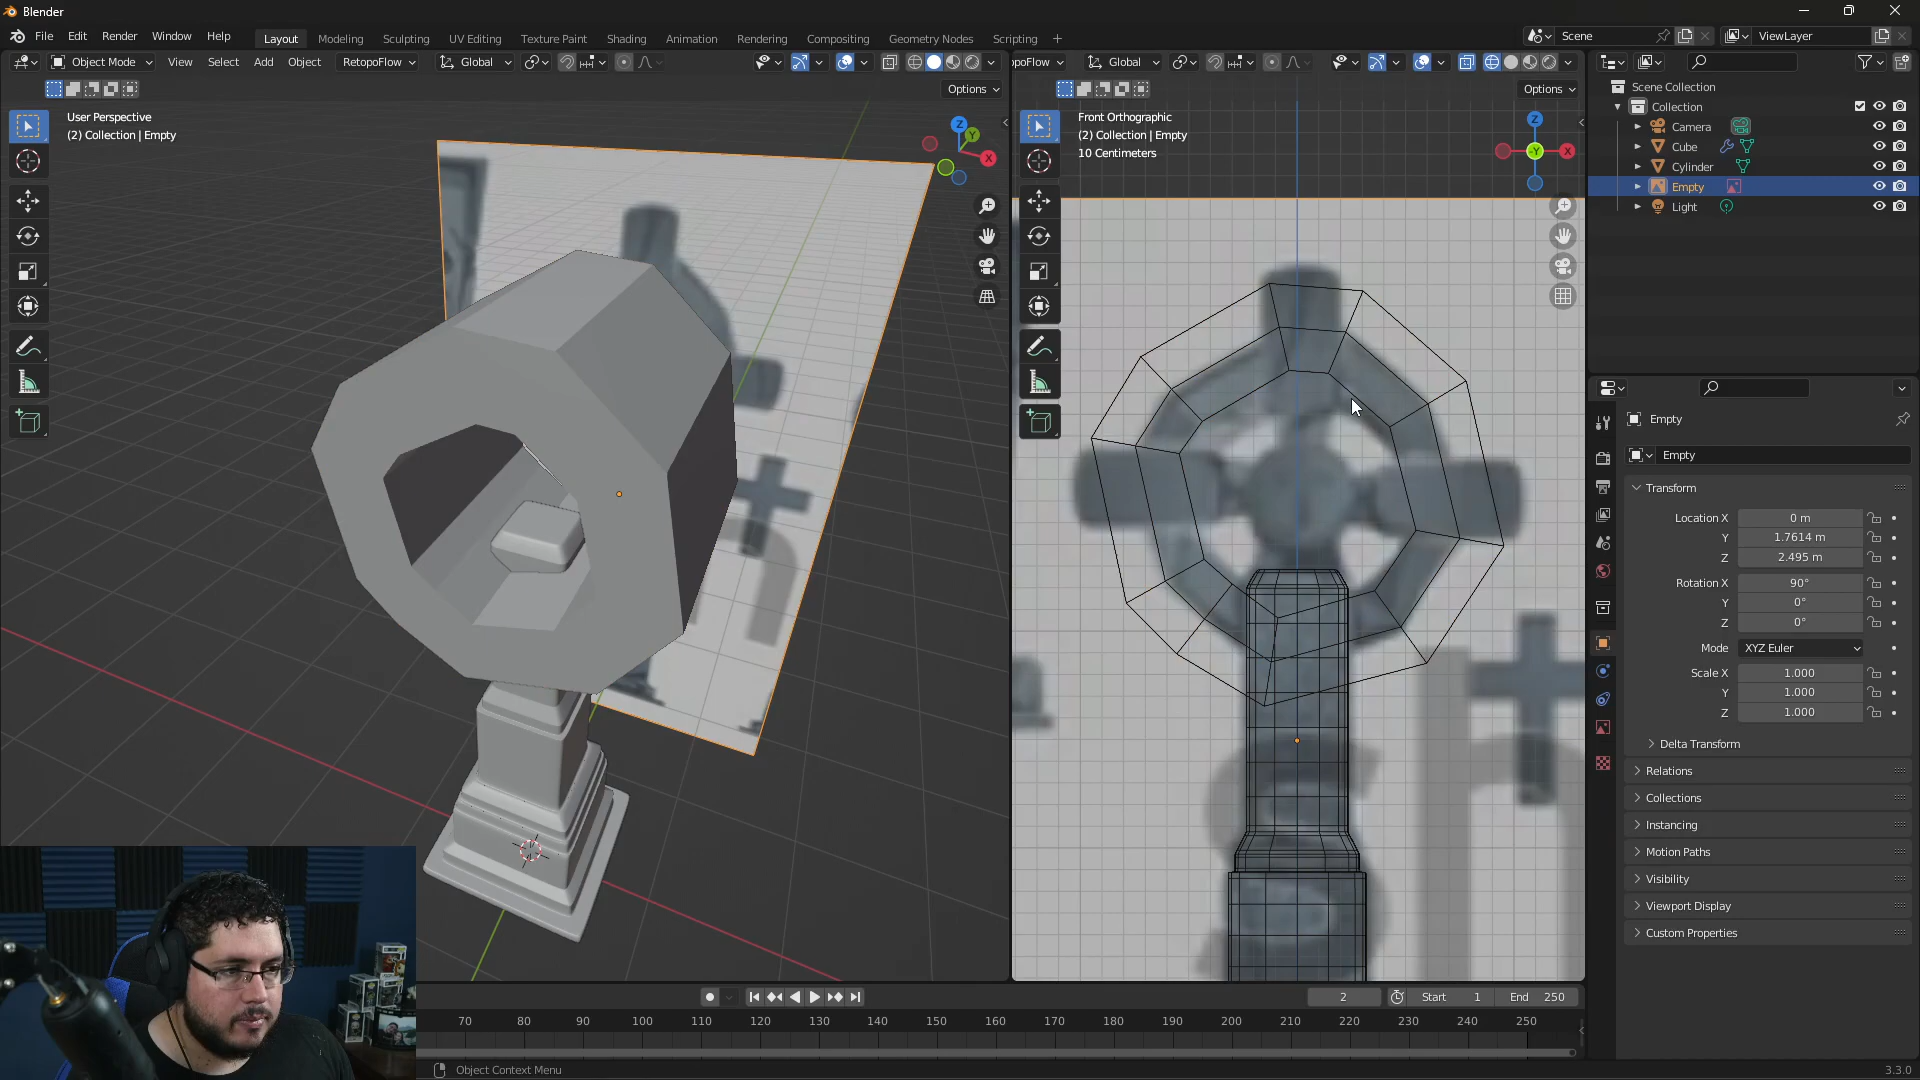 Blender
File Edit Render Window Help
Layout Modeling Sculpting UV Editing Texture Paint Shading Animation Rendering Compositing Geometry Nodes Scripting +
Scene
ViewLayer
Object Mode View Select Add Object RetopoFlow Global
opoFlow Global
Options
Options
User Perspective
(2) Collection | Empty
Z
Y
X
Front Orthographic
(2) Collection | Empty
10 Centimeters
Z
-Y
X
Scene Collection
Collection
Camera
Cube
Cylinder
Empty
Light
Empty
Empty
Transform
Location X 0 m
Y 1.7614 m
Z 2.495 m
Rotation X 90°
Y 0°
Z 0°
Mode XYZ Euler
Scale X 1.000
Y 1.000
Z 1.000
Delta Transform
Relations
Collections
Instancing
Motion Paths
Visibility
Viewport Display
Custom Properties
2 Start 1 End 250
70 80 90 100 110 120 130 140 150 160 170 180 190 200 210 220 230 240 250
Object Context Menu
3.3.0